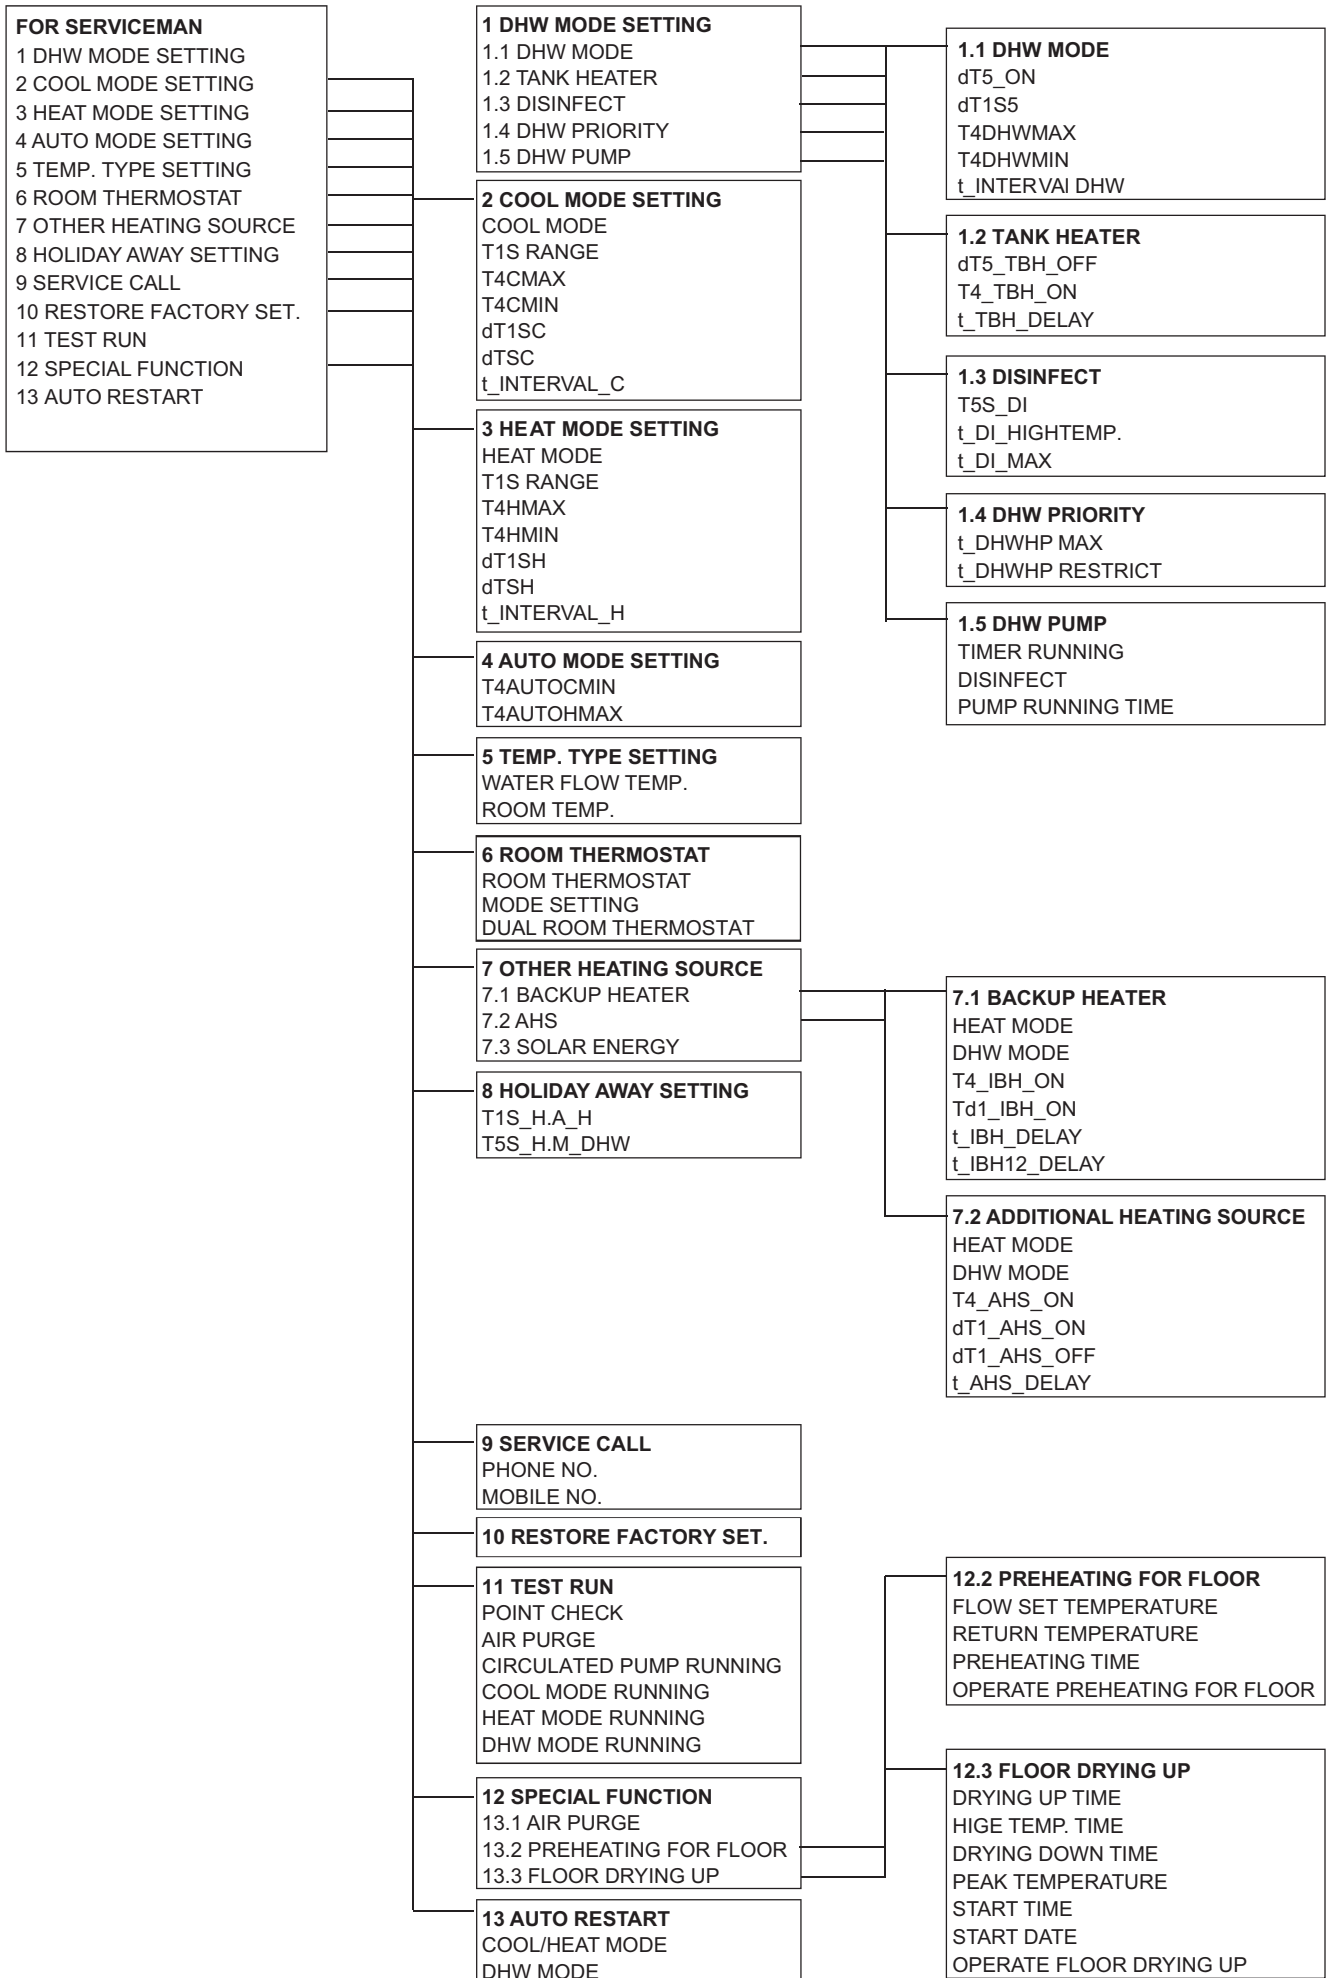 FOR SERVICEMAN
1 DHW MODE SETTING
2 COOL MODE SETTING
3 HEAT MODE SETTING
4 AUTO MODE SETTING
5 TEMP. TYPE SETTING
6 ROOM THERMOSTAT
7 OTHER HEATING SOURCE
8 HOLIDAY AWAY SETTING
9 SERVICE CALL
10 RESTORE FACTORY SET.
11 TEST RUN
12 SPECIAL FUNCTION
13 AUTO RESTART
1 DHW MODE SETTING
1.1 DHW MODE
1.2 TANK HEATER
1.3 DISINFECT
1.4 DHW PRIORITY
1.5 DHW PUMP
2 COOL MODE SETTING
COOL MODE
T1S RANGE
T4CMAX
T4CMIN
dT1SC
dTSC
t_INTERVAL_C
3 HEAT MODE SETTING
HEAT MODE
T1S RANGE
T4HMAX
T4HMIN
dT1SH
dTSH
t_INTERVAL_H
4 AUTO MODE SETTING
T4AUTOCMIN
T4AUTOHMAX
5 TEMP. TYPE SETTING
WATER FLOW TEMP.
ROOM TEMP.
6 ROOM THERMOSTAT
ROOM THERMOSTAT
MODE SETTING
DUAL ROOM THERMOSTAT
7 OTHER HEATING SOURCE
7.1 BACKUP HEATER
7.2 AHS
7.3 SOLAR ENERGY
8 HOLIDAY AWAY SETTING
T1S_H.A_H
T5S_H.M_DHW
9 SERVICE CALL
PHONE NO.
MOBILE NO.
10 RESTORE FACTORY SET.
11 TEST RUN
POINT CHECK
AIR PURGE
CIRCULATED PUMP RUNNING
COOL MODE RUNNING
HEAT MODE RUNNING
DHW MODE RUNNING
12 SPECIAL FUNCTION
13.1 AIR PURGE
13.2 PREHEATING FOR FLOOR
13.3 FLOOR DRYING UP
13 AUTO RESTART
COOL/HEAT MODE
DHW MODE
1.1 DHW MODE
dT5_ON
dT1S5
T4DHWMAX
T4DHWMIN
t_INTERVAl DHW
1.2 TANK HEATER
dT5_TBH_OFF
T4_TBH_ON
t_TBH_DELAY
1.3 DISINFECT
T5S_DI
t_DI_HIGHTEMP.
t_DI_MAX
1.4 DHW PRIORITY
t_DHWHP MAX
t_DHWHP RESTRICT
1.5 DHW PUMP
TIMER RUNNING
DISINFECT
PUMP RUNNING TIME
7.1 BACKUP HEATER
HEAT MODE
DHW MODE
T4_IBH_ON
Td1_IBH_ON
t_IBH_DELAY
t_IBH12_DELAY
7.2 ADDITIONAL HEATING SOURCE
HEAT MODE
DHW MODE
T4_AHS_ON
dT1_AHS_ON
dT1_AHS_OFF
t_AHS_DELAY
12.2 PREHEATING FOR FLOOR
FLOW SET TEMPERATURE
RETURN TEMPERATURE
PREHEATING TIME
OPERATE PREHEATING FOR FLOOR
12.3 FLOOR DRYING UP
DRYING UP TIME
HIGE TEMP. TIME
DRYING DOWN TIME
PEAK TEMPERATURE
START TIME
START DATE
OPERATE FLOOR DRYING UP